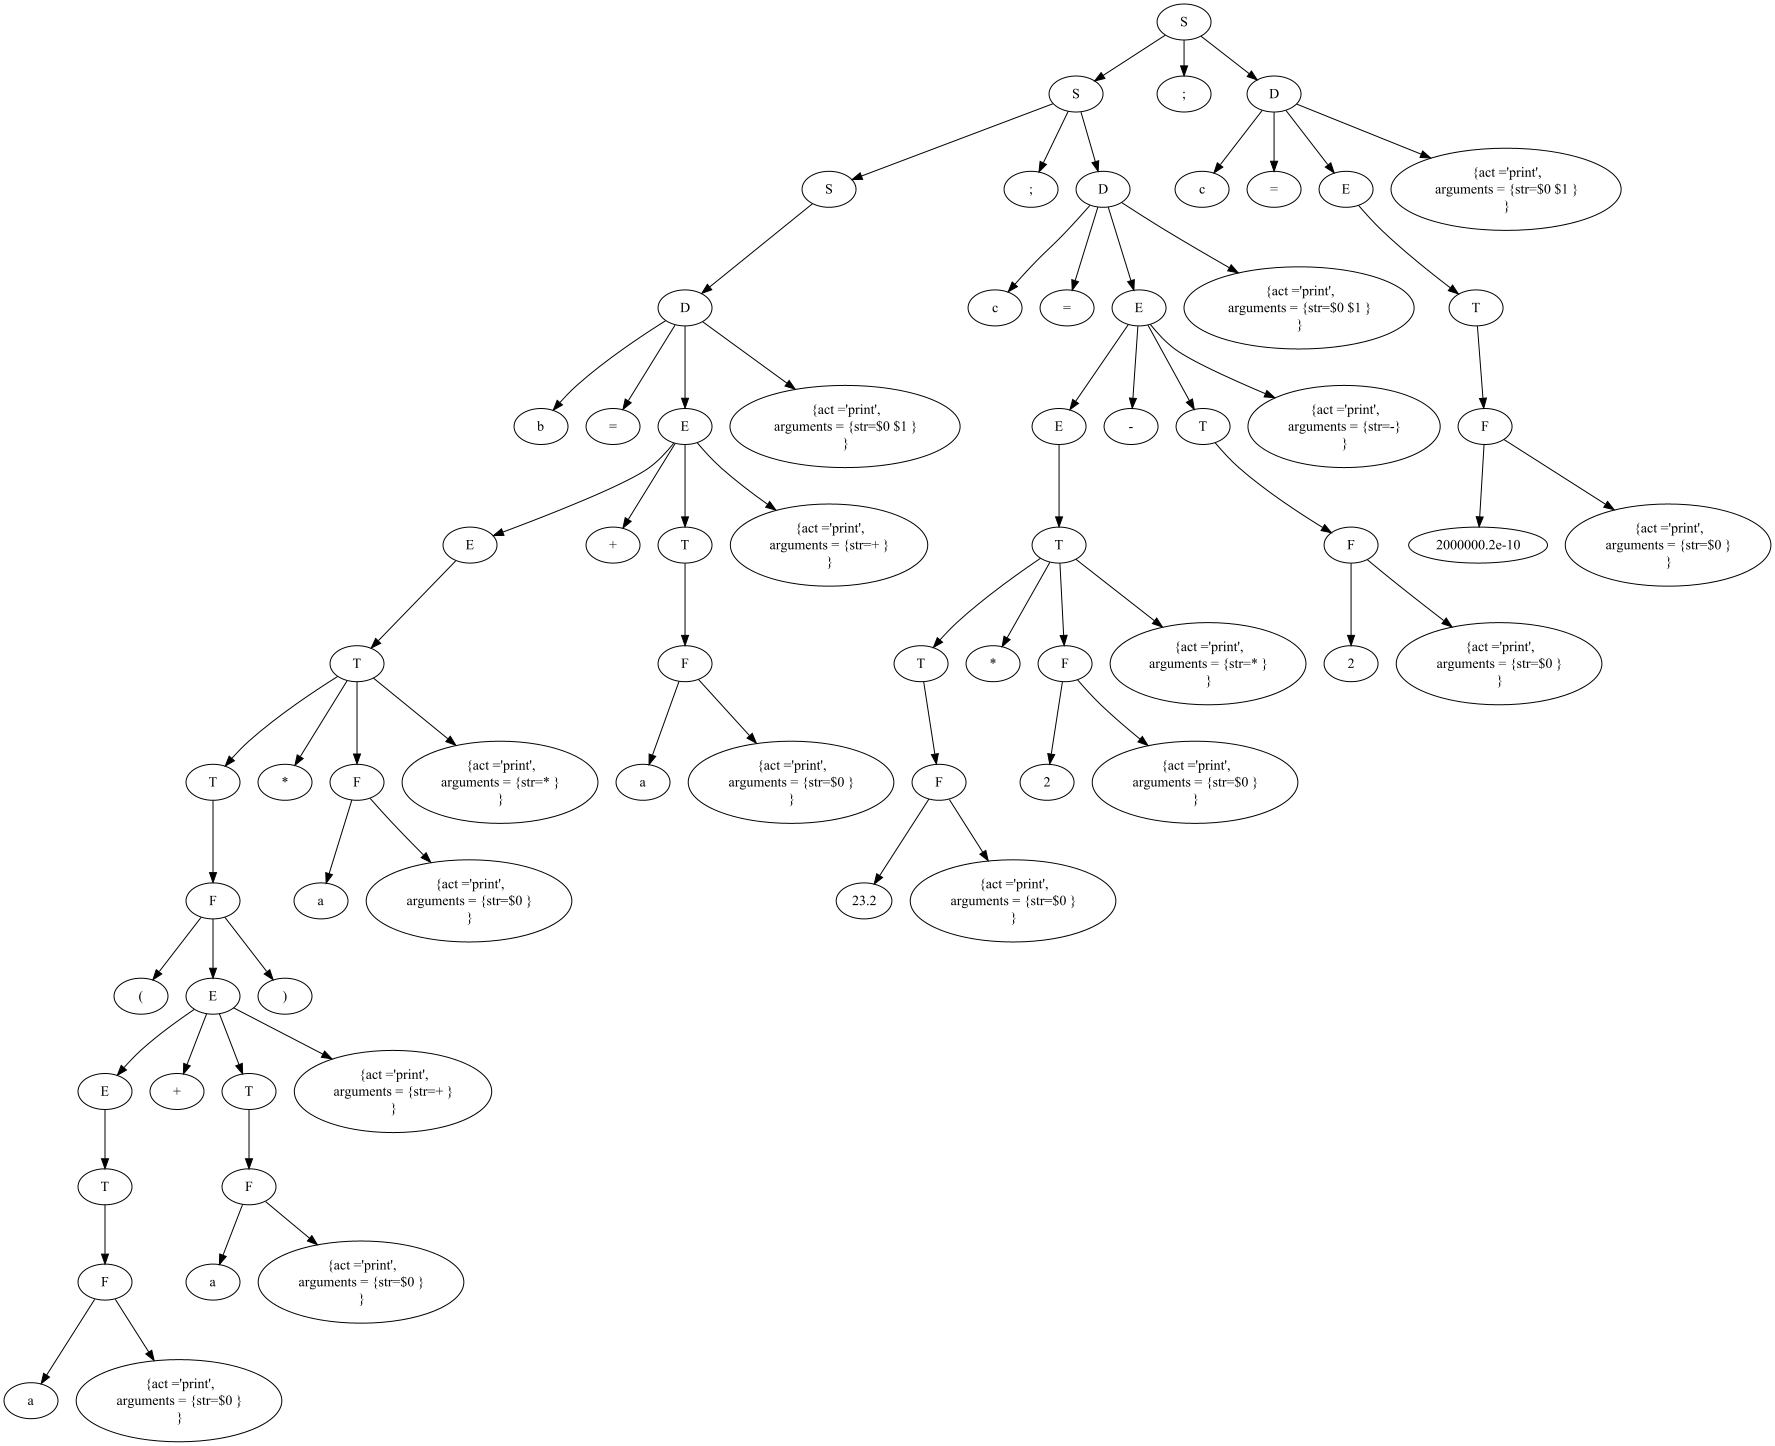 S
S
;
D
S
;
D
c
=
E
{act ='print',
arguments = {str=$0 $1 }
}
D
c
=
E
{act ='print',
arguments = {str=$0 $1 }
}
T
b
=
E
{act ='print',
arguments = {str=$0 $1 }
}
E
-
T
{act ='print',
arguments = {str=-}
}
F
E
+
T
{act ='print',
arguments = {str=+ }
}
T
F
2000000.2e-10
{act ='print',
arguments = {str=$0 }
}
T
F
T
*
F
{act ='print',
arguments = {str=* }
}
2
{act ='print',
arguments = {str=$0 }
}
T
*
F
{act ='print',
arguments = {str=* }
}
a
{act ='print',
arguments = {str=$0 }
}
F
2
{act ='print',
arguments = {str=$0 }
}
F
a
{act ='print',
arguments = {str=$0 }
}
23.2
{act ='print',
arguments = {str=$0 }
}
(
E
)
E
+
T
{act ='print',
arguments = {str=+ }
}
T
F
F
a
{act ='print',
arguments = {str=$0 }
}
a
{act ='print',
arguments = {str=$0 }
}